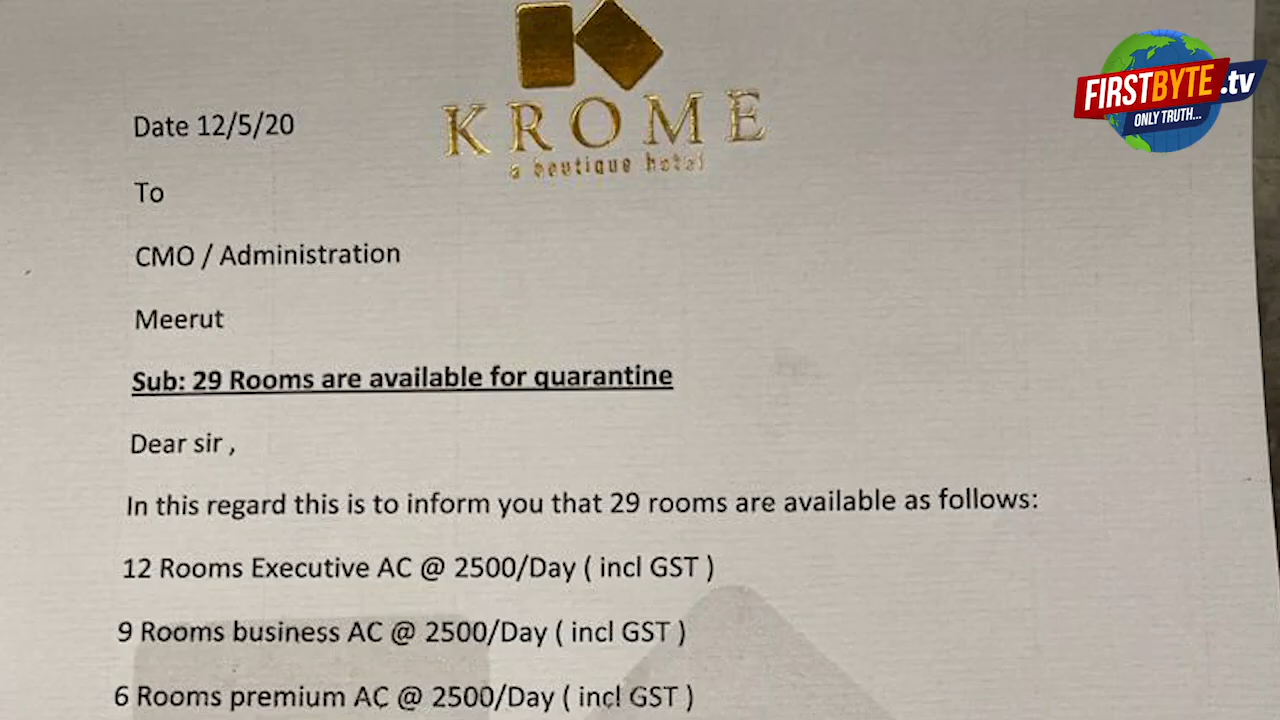 KROME
a boutique hotel
FIRSTBYTE.tv
ONLY TRUTH...
Date 12/5/20
To
CMO / Administration
Meerut
Sub: 29 Rooms are available for quarantine
Dear sir ,
In this regard this is to inform you that 29 rooms are available as follows:
12 Rooms Executive AC @ 2500/Day ( incl GST )
9 Rooms business AC @ 2500/Day ( incl GST )
6 Rooms premium AC @ 2500/Day ( incl GST )